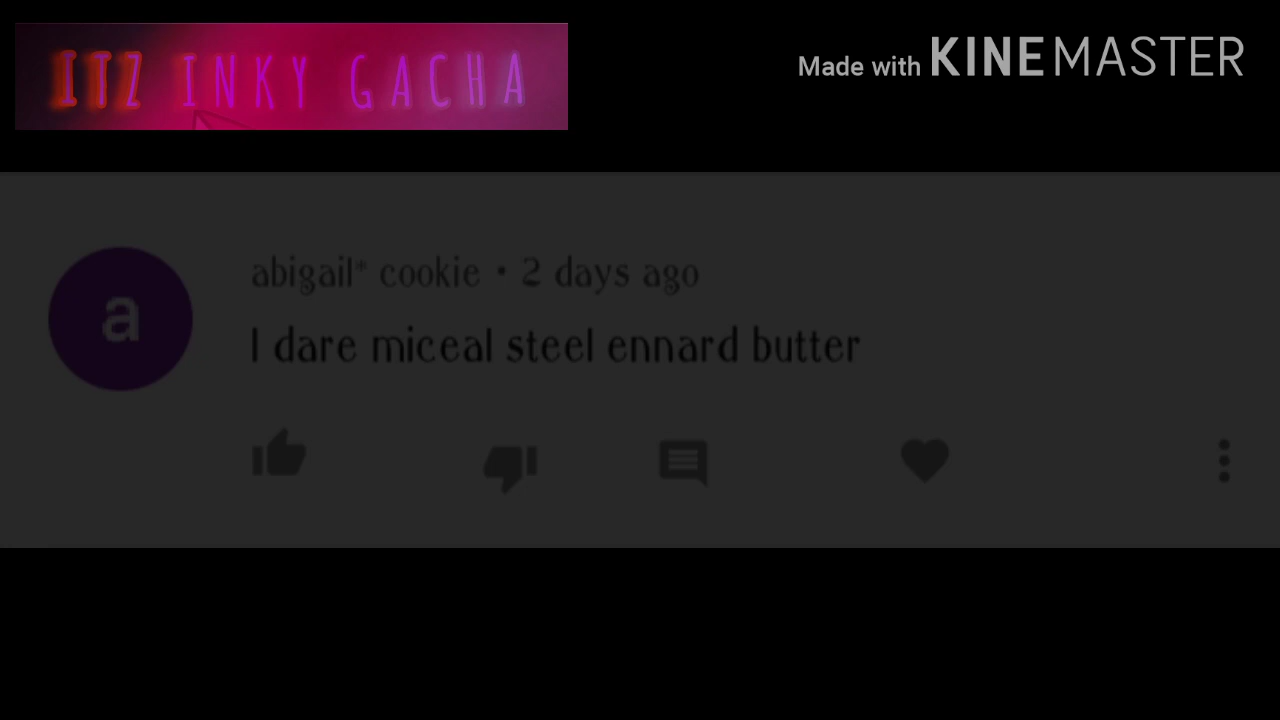 ITZ INKY GACHA
Made with KINEMASTER
a
abigail* cookie • 2 days ago
I dare miceal steel ennard butter